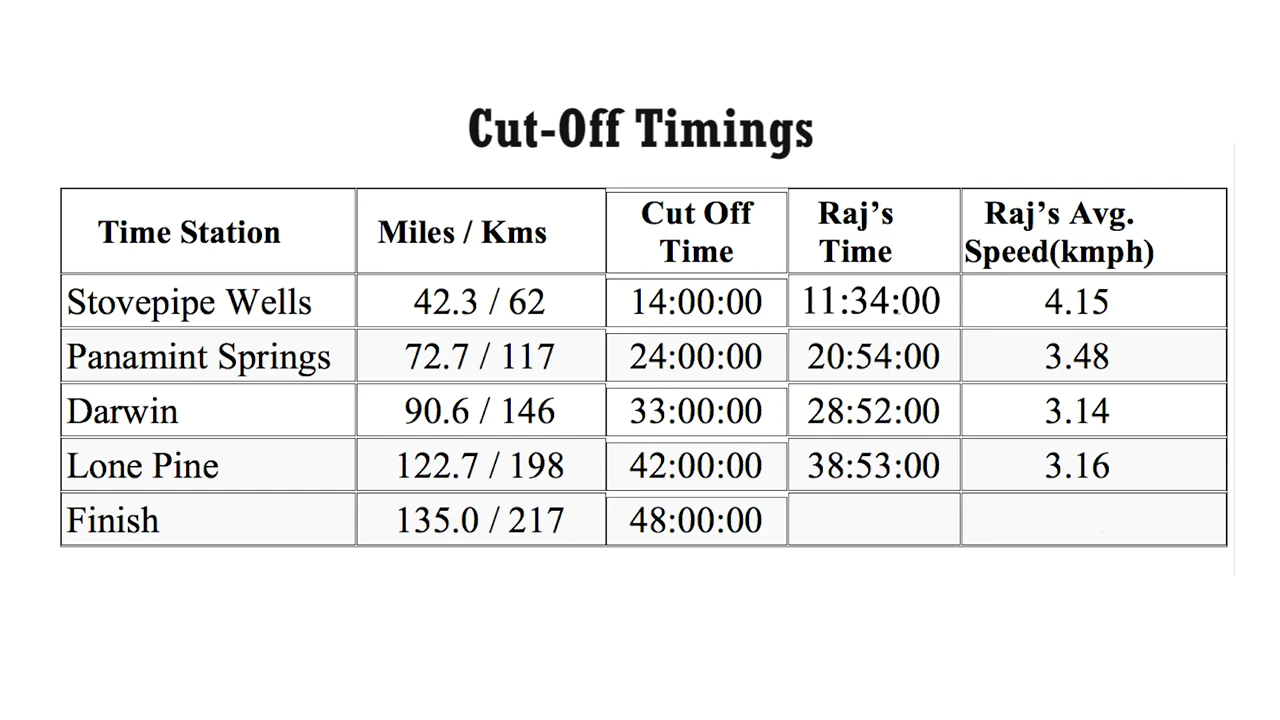 Cut-Off Timings
Time Station Miles / Kms Cut Off Time Raj's Time Raj's Avg. Speed(kmph)
Stovepipe Wells 42.3 / 62 14:00:00 11:34:00 4.15
Panamint Springs 72.7 / 117 24:00:00 20:54:00 3.48
Darwin 90.6 / 146 33:00:00 28:52:00 3.14
Lone Pine 122.7 / 198 42:00:00 38:53:00 3.16
Finish 135.0 / 217 48:00:00